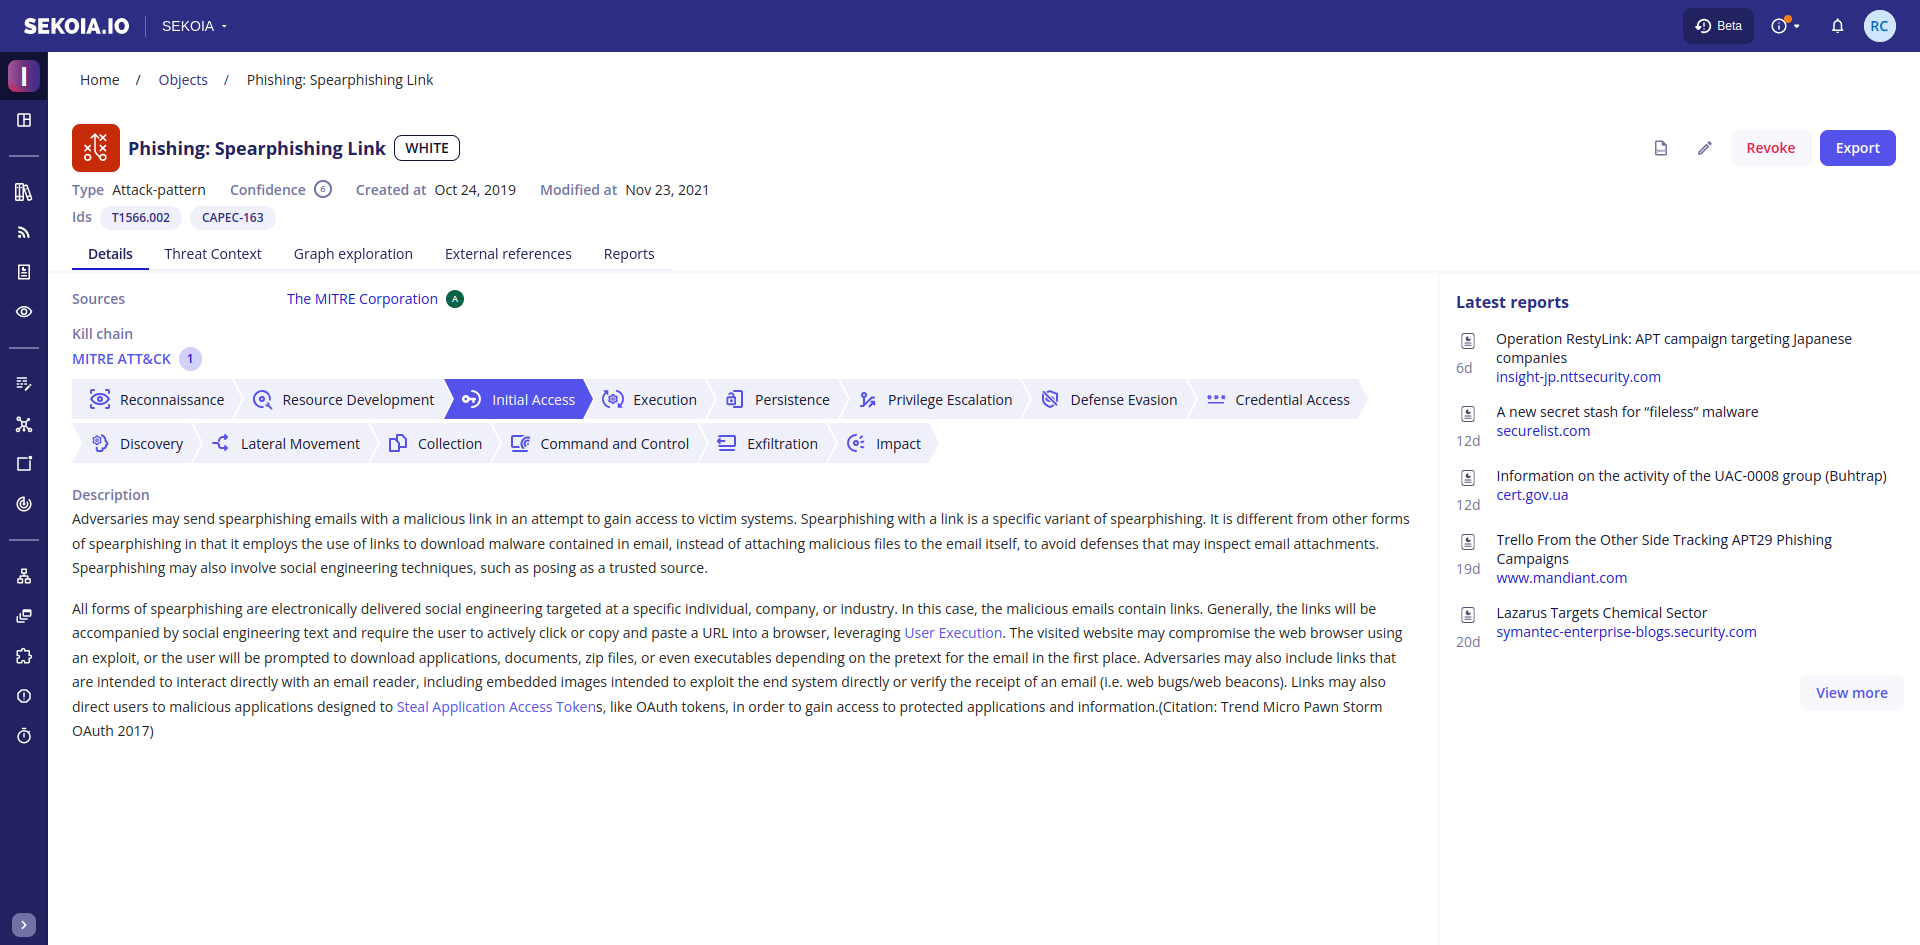 SEKOIA.IO SEKOIA Beta RC
Home / Objects / Phishing: Spearphishing Link
Phishing: Spearphishing Link WHITE Revoke Export
Type Attack-pattern Confidence 6 Created at Oct 24, 2019 Modified at Nov 23, 2021
Ids T1566.002 CAPEC-163
Details Threat Context Graph exploration External references Reports
Sources The MITRE Corporation A
Kill chain
MITRE ATT&CK 1
Reconnaissance Resource Development Initial Access Execution Persistence Privilege Escalation Defense Evasion Credential Access
Discovery Lateral Movement Collection Command and Control Exfiltration Impact
Description
Adversaries may send spearphishing emails with a malicious link in an attempt to gain access to victim systems. Spearphishing with a link is a specific variant of spearphishing. It is different from other forms
of spearphishing in that it employs the use of links to download malware contained in email, instead of attaching malicious files to the email itself, to avoid defenses that may inspect email attachments.
Spearphishing may also involve social engineering techniques, such as posing as a trusted source.
All forms of spearphishing are electronically delivered social engineering targeted at a specific individual, company, or industry. In this case, the malicious emails contain links. Generally, the links will be
accompanied by social engineering text and require the user to actively click or copy and paste a URL into a browser, leveraging User Execution. The visited website may compromise the web browser using
an exploit, or the user will be prompted to download applications, documents, zip files, or even executables depending on the pretext for the email in the first place. Adversaries may also include links that
are intended to interact directly with an email reader, including embedded images intended to exploit the end system directly or verify the receipt of an email (i.e. web bugs/web beacons). Links may also
direct users to malicious applications designed to Steal Application Access Tokens, like OAuth tokens, in order to gain access to protected applications and information.(Citation: Trend Micro Pawn Storm
OAuth 2017)
Latest reports
Operation RestyLink: APT campaign targeting Japanese
companies
6d
insight-jp.nttsecurity.com
A new secret stash for “fileless” malware
securelist.com
12d
Information on the activity of the UAC-0008 group (Buhtrap)
cert.gov.ua
12d
Trello From the Other Side Tracking APT29 Phishing
Campaigns
19d
www.mandiant.com
Lazarus Targets Chemical Sector
symantec-enterprise-blogs.security.com
20d
View more